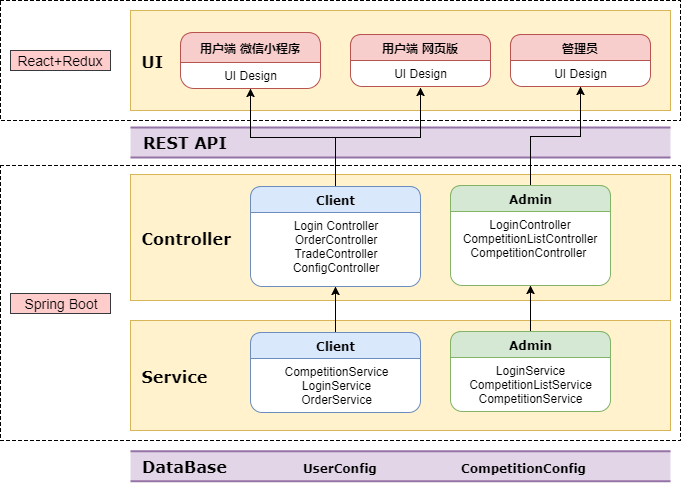 React+Redux
UI
用户端 微信小程序
UI Design
用户端 网页版
UI Design
管理员
UI Design
REST API
Spring Boot
Controller
Client
Login Controller
OrderController
TradeController
ConfigController
Admin
LoginController
CompetitionListController
CompetitionController
Service
Client
CompetitionService
LoginService
OrderService
Admin
LoginService
CompetitionListService
CompetitionService
DataBase
UserConfig
CompetitionConfig